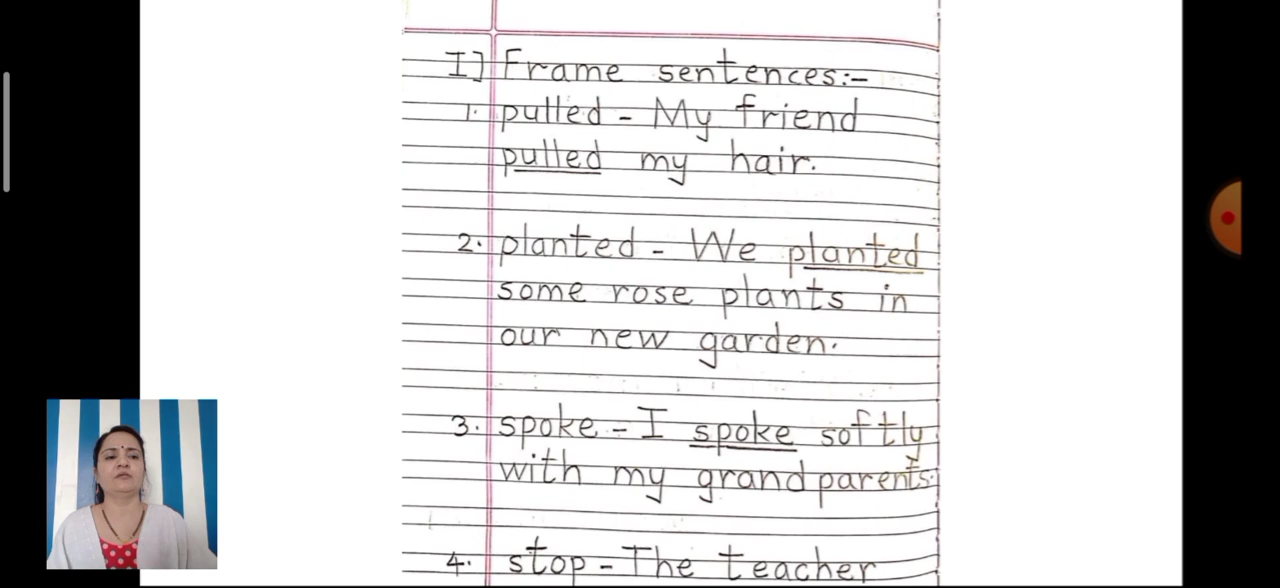 I] Frame sentences:-
1. pulled - My friend
pulled my hair.
2. planted - We planted
some rose plants in
our new garden.
3. spoke - I spoke softly
with my grandparents.
4. stop - The teacher